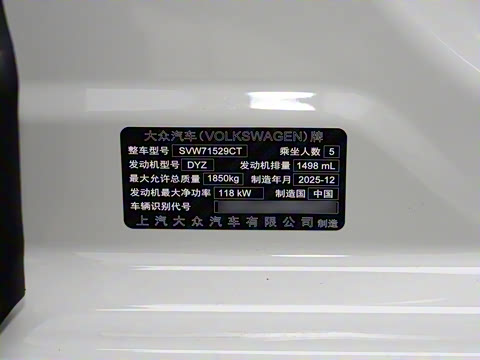 大众汽车(VOLKSWAGEN)牌
整车型号 SVW71529CT 乘坐人数 5
发动机型号 DYZ 发动机排量 1498 mL
最大允许总质量 1850kg 制造年月 2025-12
发动机最大净功率 118 kW 制造国 中国
车辆识别代号
上汽大众汽车有限公司 制造